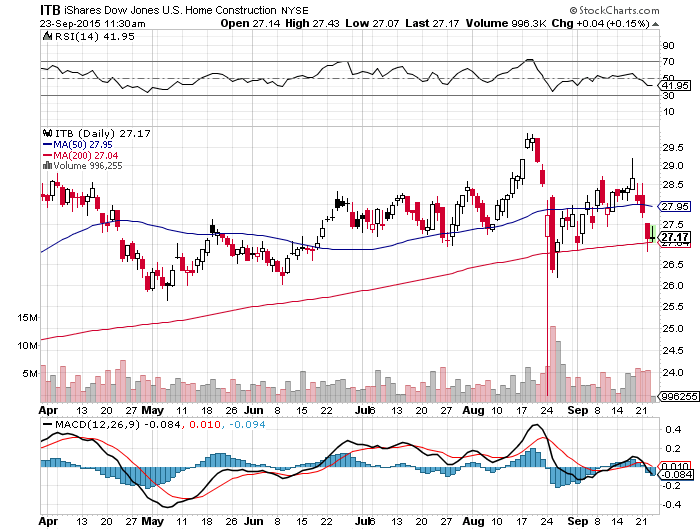 ITB iShares Dow Jones U.S. Home Construction NYSE © StockCharts.com
23-Sep-2015 11:30am Open 27.14 High 27.43 Low 27.07 Last 27.17 Volume 996.3K Chg +0.04 (+0.15%)
RSI(14) 41.95
90
70
50
41.95
30
10
ITB (Daily) 27.17
MA(50) 27.95
MA(200) 27.04
Volume 996,255
29.5
29.0
28.5
28.0
27.95
27.5
27.17
27.04
26.5
26.0
25.5
25.0
24.5
24.0
15M
10M
5M
996255
Apr 13 20 27 May 11 18 26 Jun 8 15 22 Jul 6 13 20 27 Aug 10 17 24 Sep 8 14 21
MACD(12,26,9) -0.084, 0.010, -0.094
0.4
0.2
0.010
-0.084
-0.2
-0.4
Apr 13 20 27 May 11 18 26 Jun 8 15 22 Jul 6 13 20 27 Aug 10 17 24 Sep 8 14 21